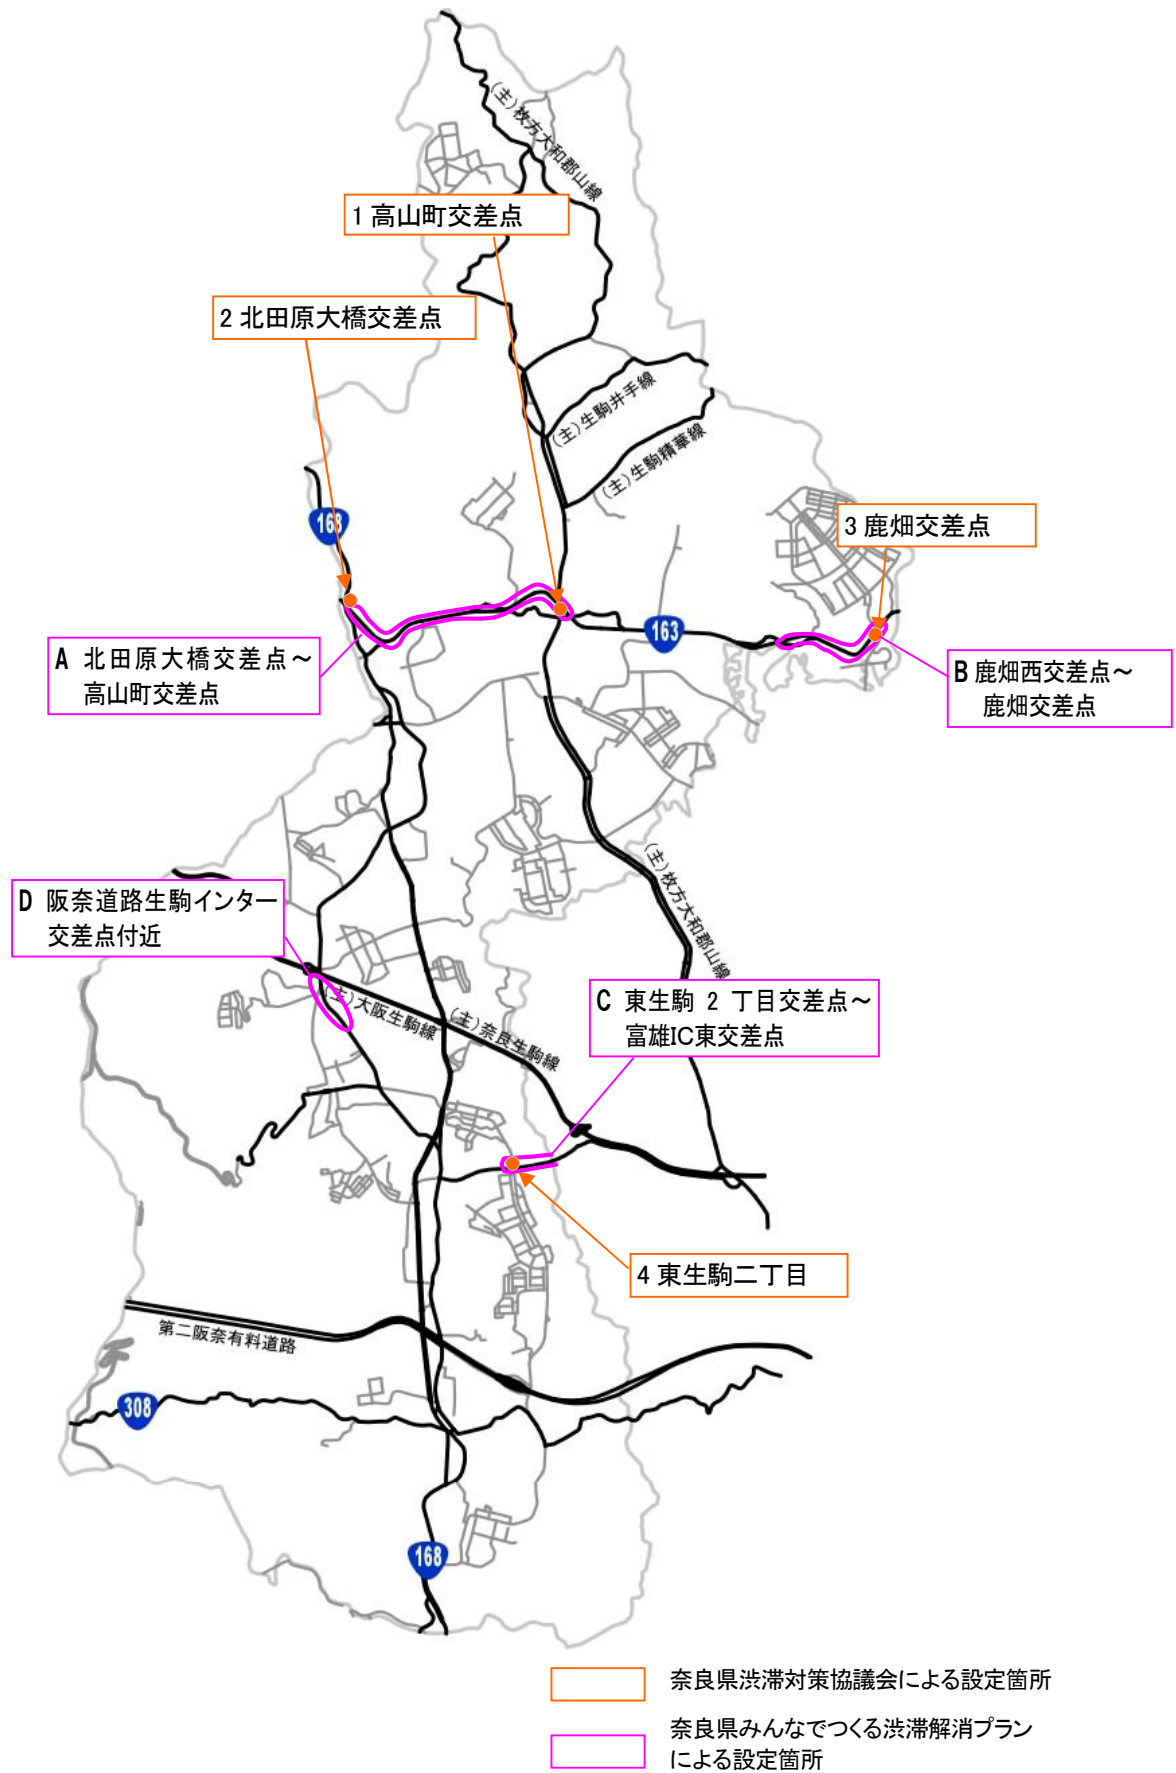 (主)枚方大和郡山線
1 高山町交差点
2 北田原大橋交差点
(主)生駒井手線
(主)生駒精華線
168
3 鹿畑交差点
163
A 北田原大橋交差点～
高山町交差点
B 鹿畑西交差点～
鹿畑交差点
(主)枚方大和郡山線
D 阪奈道路生駒インター
交差点付近
(主)大阪生駒線
(主)奈良生駒線
C 東生駒 2 丁目交差点～
富雄IC東交差点
4 東生駒二丁目
第二阪奈有料道路
308
168
奈良県渋滞対策協議会による設定箇所
奈良県みんなでつくる渋滞解消プラン
による設定箇所